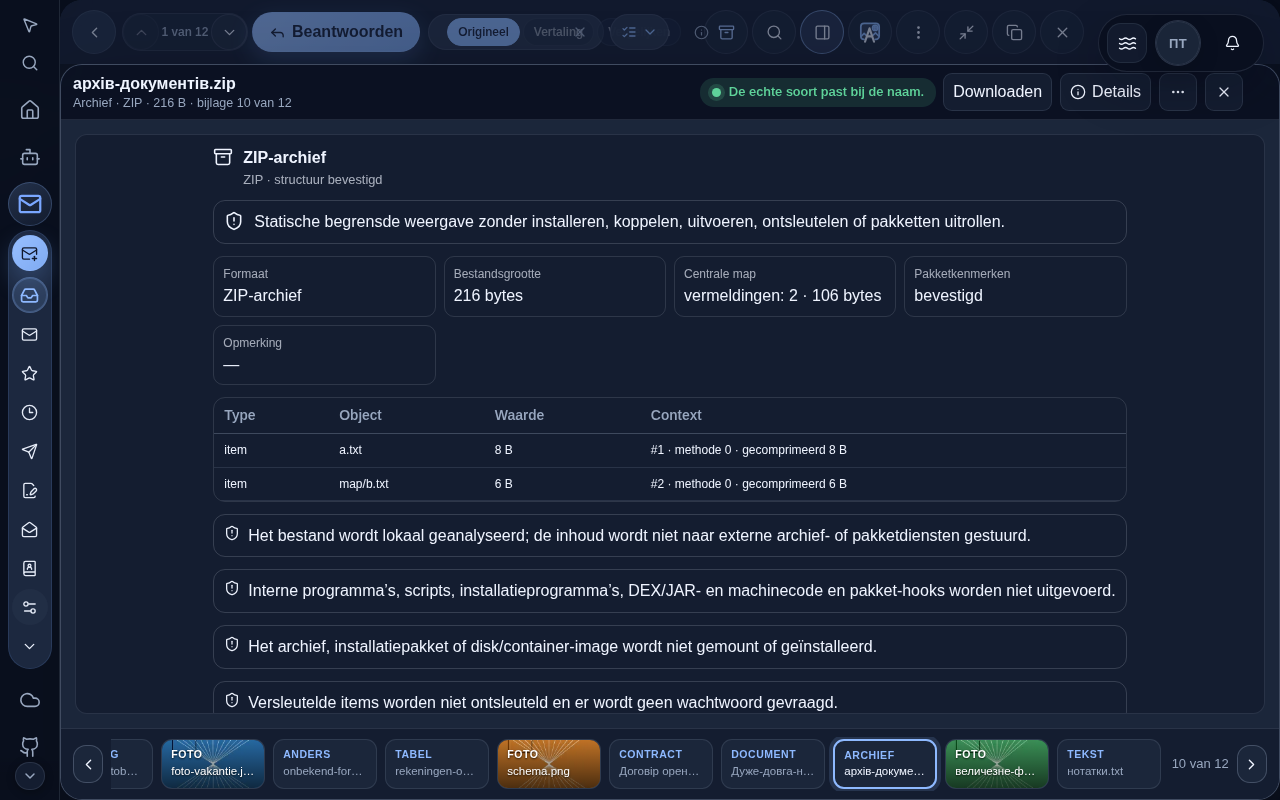 1 van 12
Beantwoorden
Origineel
Vertaling
ПТ
архів-документів.zip
Archief · ZIP · 216 B · bijlage 10 van 12
De echte soort past bij de naam.
Downloaden
Details
ZIP-archief
ZIP · structuur bevestigd
Statische begrensde weergave zonder installeren, koppelen, uitvoeren, ontsleutelen of pakketten uitrollen.
Formaat
ZIP-archief
Bestandsgrootte
216 bytes
Centrale map
vermeldingen: 2 · 106 bytes
Pakketkenmerken
bevestigd
Opmerking
—
Type Object Waarde Context
item a.txt 8 B #1 · methode 0 · gecomprimeerd 8 B
item map/b.txt 6 B #2 · methode 0 · gecomprimeerd 6 B
Het bestand wordt lokaal geanalyseerd; de inhoud wordt niet naar externe archief- of pakketdiensten gestuurd.
Interne programma’s, scripts, installatieprogramma’s, DEX/JAR- en machinecode en pakket-hooks worden niet uitgevoerd.
Het archief, installatiepakket of disk/container-image wordt niet gemount of geïnstalleerd.
Versleutelde items worden niet ontsleuteld en er wordt geen wachtwoord gevraagd.
G
tob…
FOTO
foto-vakantie.j…
ANDERS
onbekend-for…
TABEL
rekeningen-o…
FOTO
schema.png
CONTRACT
Договір орен…
DOCUMENT
Дуже-довга-н…
ARCHIEF
архів-докуме…
FOTO
величезне-ф…
TEKST
нотатки.txt
10 van 12